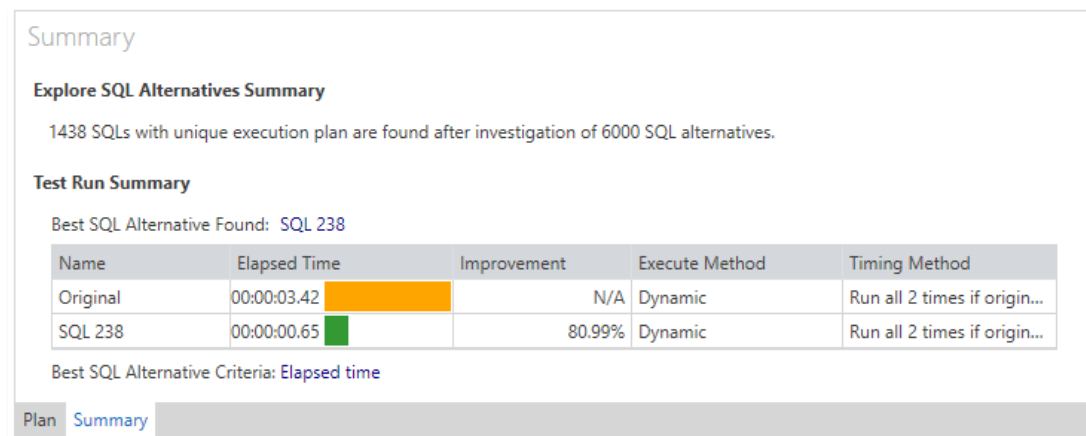 Summary
Explore SQL Alternatives Summary
1438 SQLs with unique execution plan are found after investigation of 6000 SQL alternatives.
Test Run Summary
Best SQL Alternative Found: SQL 238
Name Elapsed Time Improvement Execute Method Timing Method
Original 00:00:03.42 N/A Dynamic Run all 2 times if origin...
SQL 238 00:00:00.65 80.99% Dynamic Run all 2 times if origin...
Best SQL Alternative Criteria: Elapsed time
Plan Summary